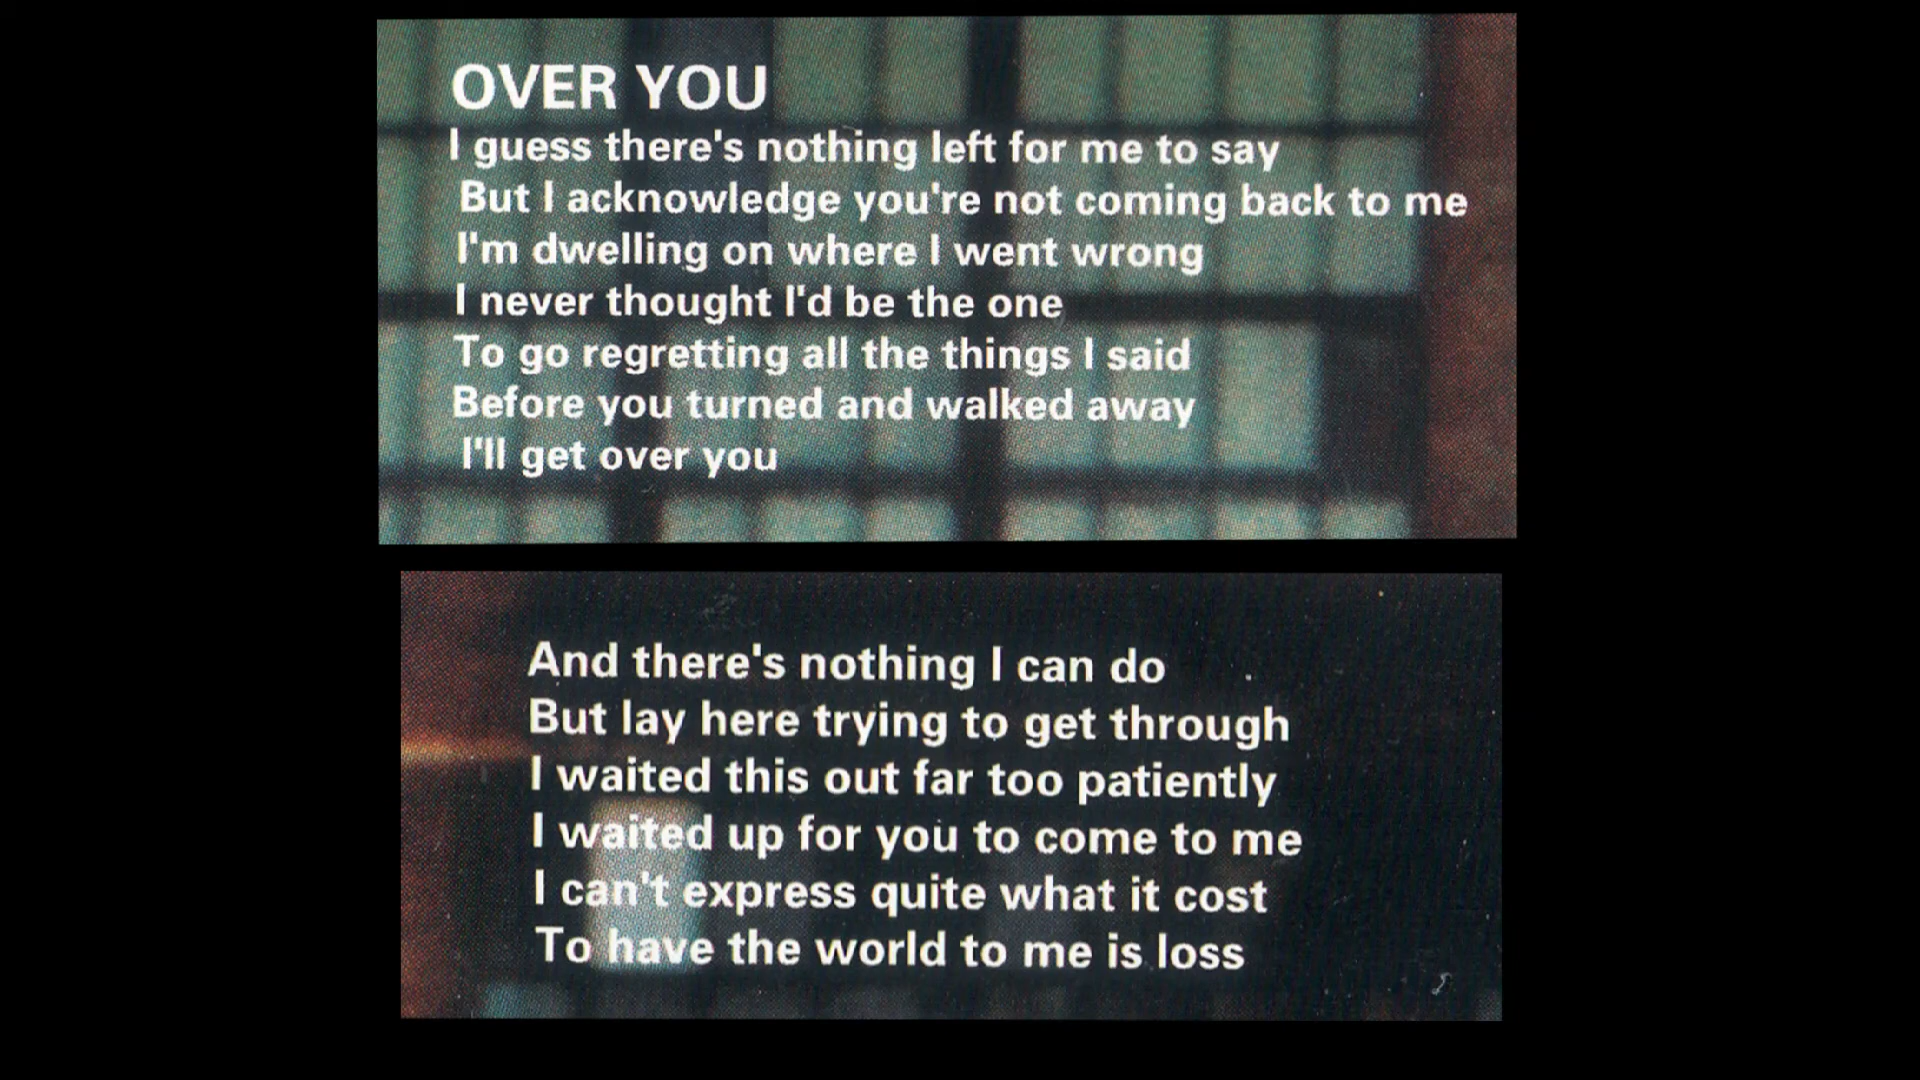 OVER YOU
I guess there's nothing left for me to say
But I acknowledge you're not coming back to me
I'm dwelling on where I went wrong
I never thought I'd be the one
To go regretting all the things I said
Before you turned and walked away
I'll get over you
And there's nothing I can do
But lay here trying to get through
I waited this out far too patiently
I waited up for you to come to me
I can't express quite what it cost
To have the world to me is loss